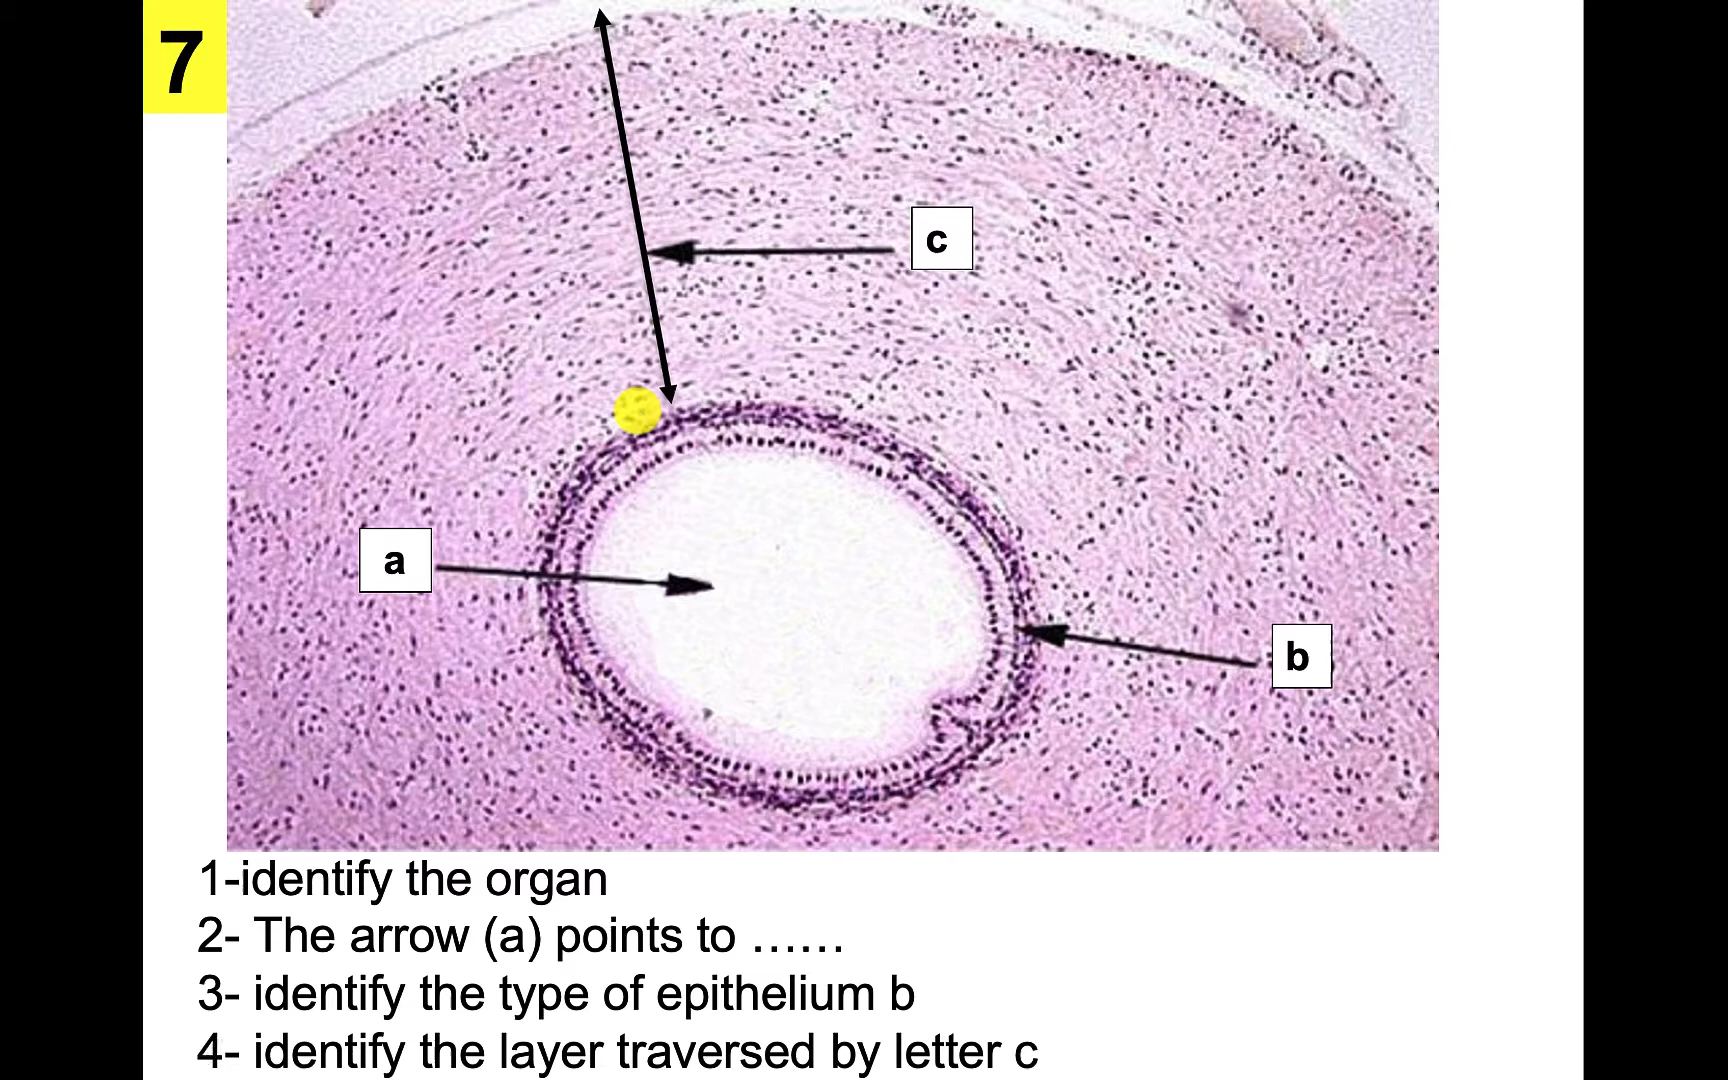 7
c
a
b
1-identify the organ
2- The arrow (a) points to ......
3- identify the type of epithelium b
4- identify the layer traversed by letter c